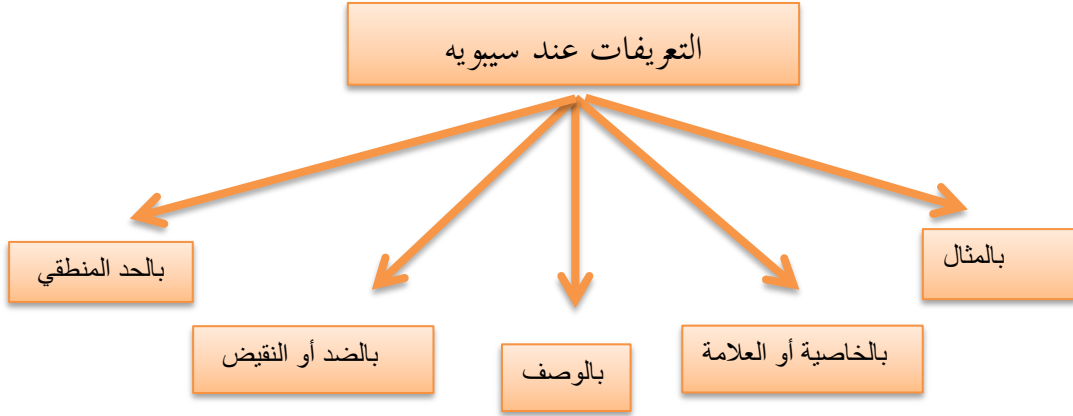 التعريفات عند سيبويه
بالمثال
بالخاصية أو العلامة
بالوصف
بالضد أو النقيض
بالحد المنطقي